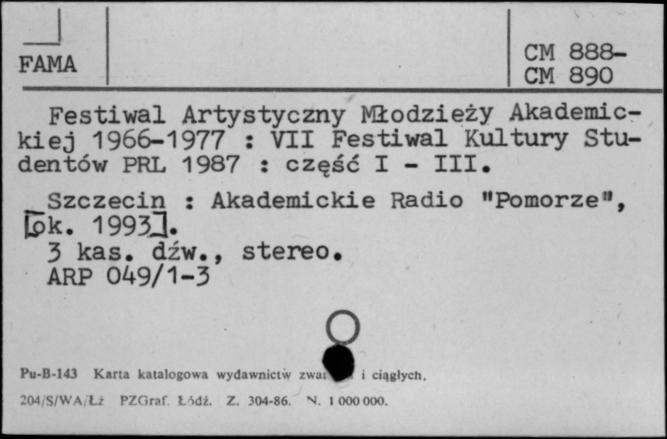 FAMA
CM 888-
CM 890
Festiwal Artystyczny Młodzieży Akademic-
kiej 1966-1977 : VII Festiwal Kultury Stu-
dentów PRL 1987 : część I - III.
Szczecin : Akademickie Radio "Pomorze",
[ok. 1993].
3 kas. dźw., stereo.
ARP 049/1-3
Pu-B-143 Karta katalogowa wydawnictw i ciągłych.
204/S/WA/Łż PZGraf. Łódź. Z. 304-86. N. 1 000 000.